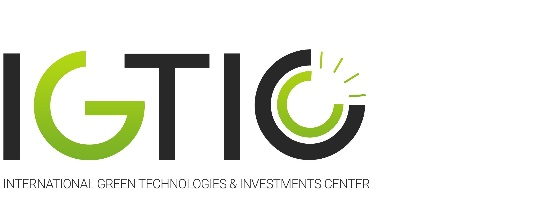 IGTIC
INTERNATIONAL GREEN TECHNOLOGIES & INVESTMENTS CENTER